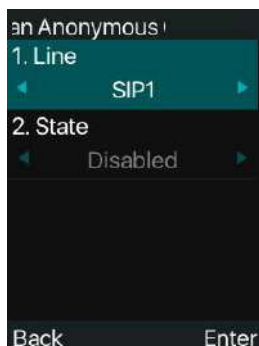 an Anonymous
1. Line
SIP1
2. State
Disabled
Back Enter